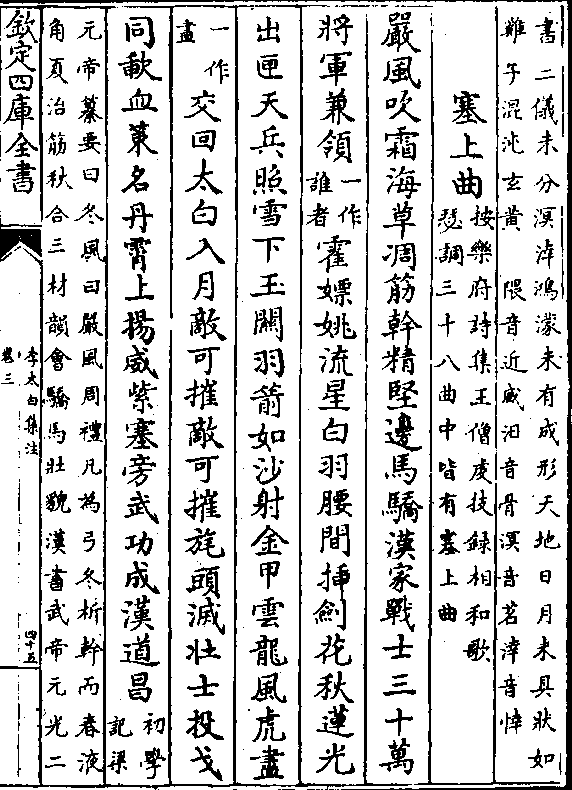 書二儀未分溟涬鴻濛未有成形天地日月未具狀如
雞子混沌玄黄　隈音近威汨音骨溟音茗涬音悻
塞上曲
按樂府詩集王僧虔技録相和歌
瑟調三十八曲中皆有塞上曲
嚴風吹霜海草凋筋幹精堅邊馬驕漢家戰士三十萬
將軍兼領一作誰者霍嫖姚流星白羽腰間揷劍花秋蓮光
出匣天兵照雪下玉關羽箭如沙射金甲雲龍風虎盡
一作盡交回太白入月敵可摧敵可摧旄頭滅壮士投戈
同歃血策名丹霄上揚威紫塞旁武功成漢道昌初學記梁
元帝纂要曰冬風曰嚴風周禮凡為弓冬析幹而春液
角夏治筋秋合三材韻會驕馬壯貌漢書武帝元光二
欽定四庫全書
李太白集注
卷三
四十五